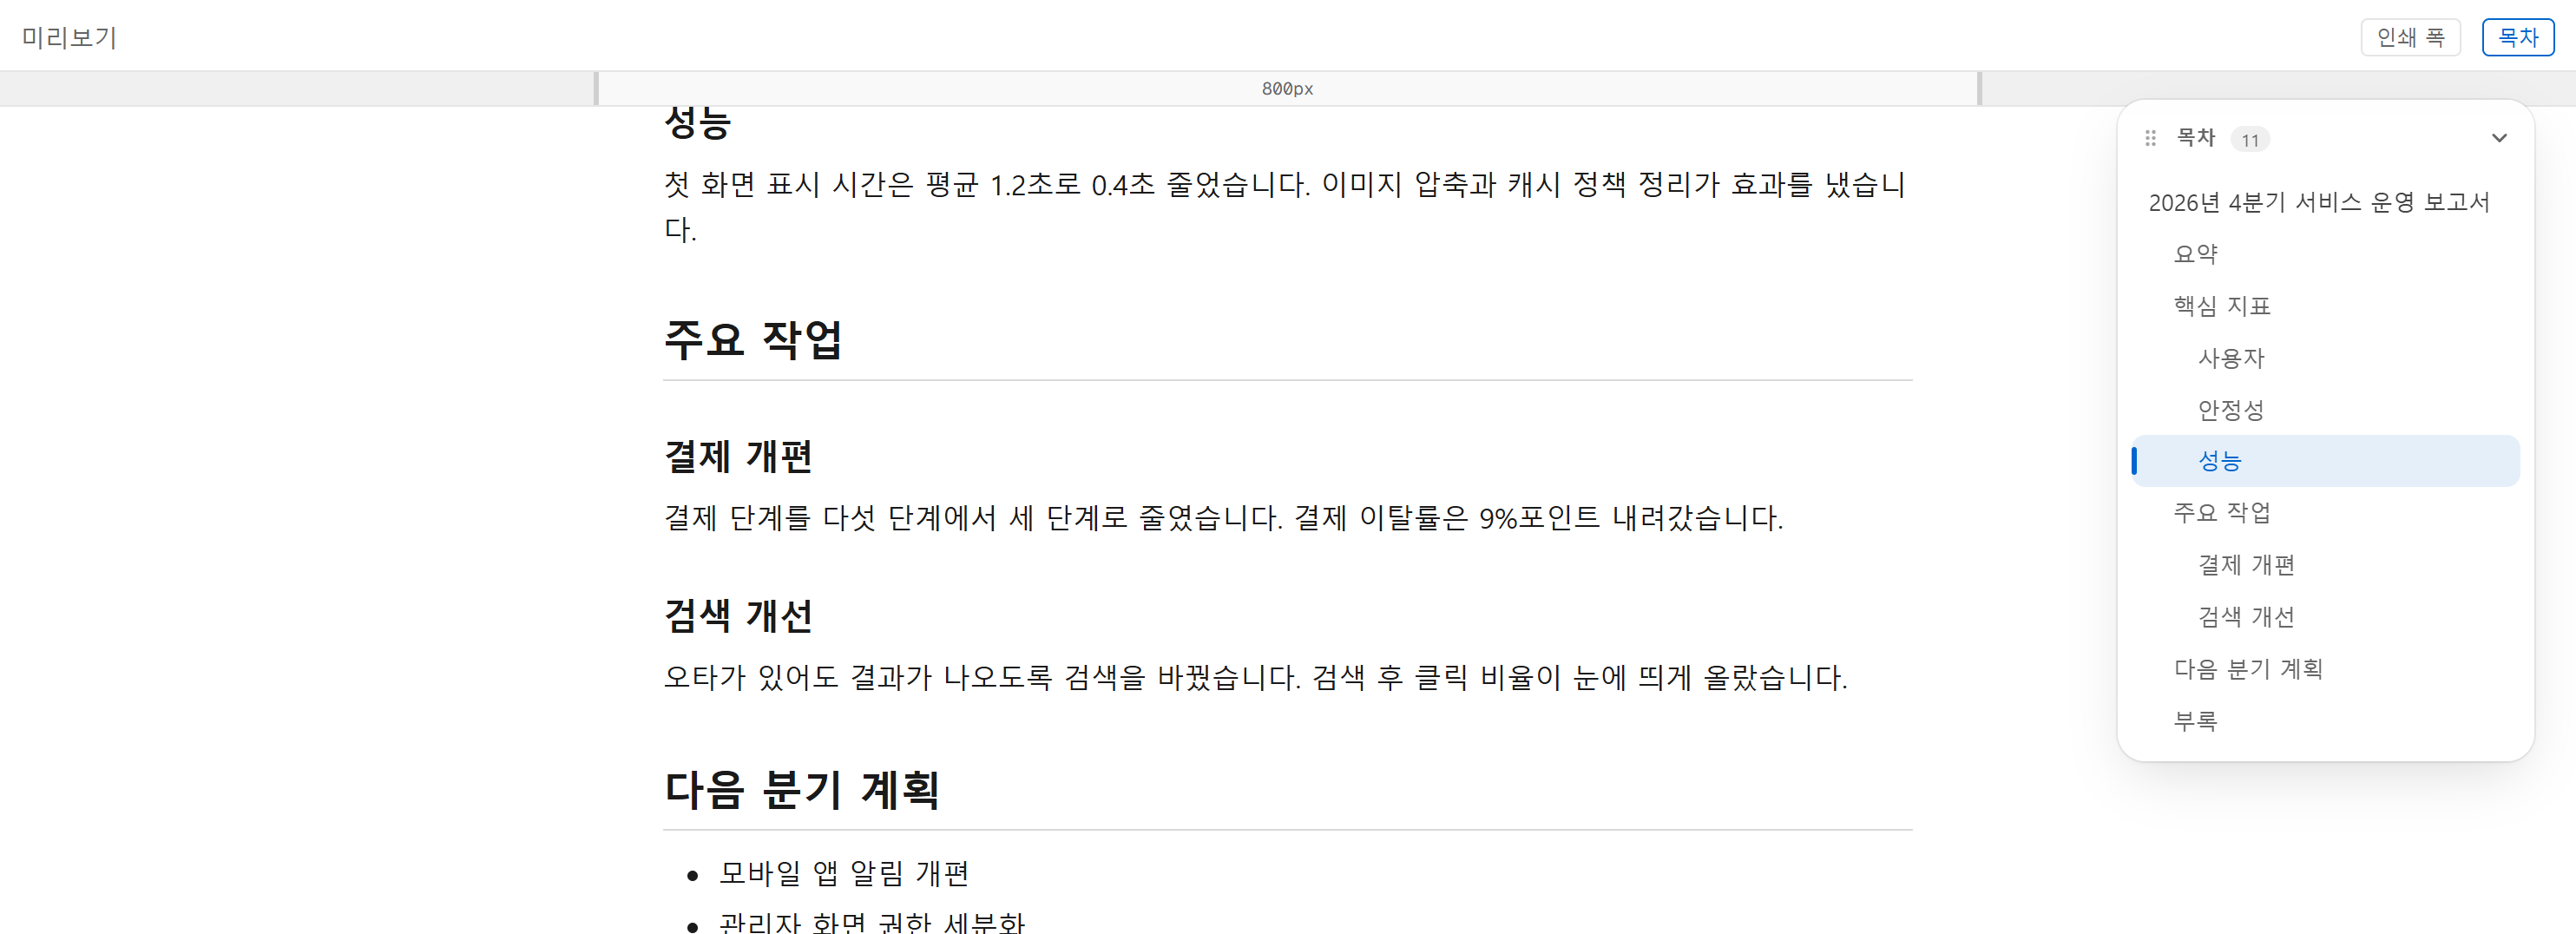 미리보기
인쇄 폭
목차
800px
성능
첫 화면 표시 시간은 평균 1.2초로 0.4초 줄었습니다. 이미지 압축과 캐시 정책 정리가 효과를 냈습니
다.
주요 작업
결제 개편
결제 단계를 다섯 단계에서 세 단계로 줄였습니다. 결제 이탈률은 9%포인트 내려갔습니다.
검색 개선
오타가 있어도 결과가 나오도록 검색을 바꿨습니다. 검색 후 클릭 비율이 눈에 띄게 올랐습니다.
다음 분기 계획
• 모바일 앱 알림 개편
• 관리자 화면 권한 세분화
목차 11
2026년 4분기 서비스 운영 보고서
요약
핵심 지표
사용자
안정성
성능
주요 작업
결제 개편
검색 개선
다음 분기 계획
부록